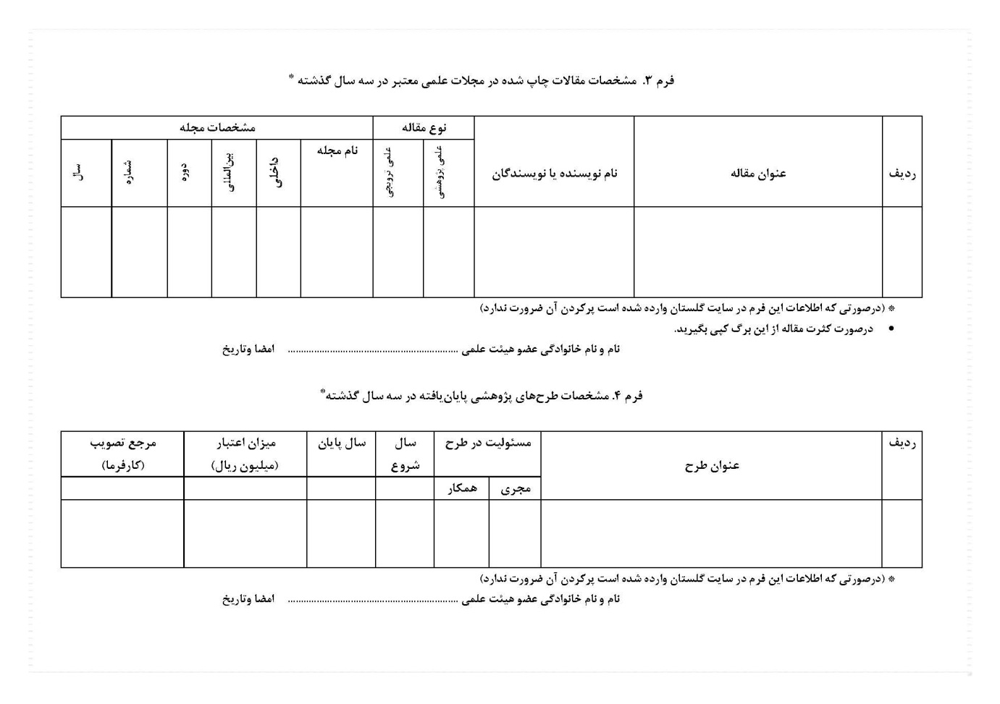 فرم ۳. مشخصات مقالات چاپ شده در مجلات علمی معتبر در سه سال گذشته *
ردیف
عنوان مقاله
نام نویسنده یا نویسندگان
نوع مقاله
علمی پژوهشی
علمی ترویجی
مشخصات مجله
نام مجله
داخلی
بین‌المللی
دوره
شماره
سال
* (درصورتی که اطلاعات این فرم در سایت گلستان وارده شده است پرکردن آن ضرورت ندارد)
• درصورت کثرت مقاله از این برگ کپی بگیرید.
نام و نام خانوادگی عضو هیئت علمی ................................................................ امضا وتاریخ
فرم ۴. مشخصات طرح‌های پژوهشی پایان‌یافته در سه سال گذشته*
ردیف
عنوان طرح
مسئولیت در طرح
مجری
همکار
سال
شروع
سال پایان
میزان اعتبار
(میلیون ریال)
مرجع تصویب
(کارفرما)
* (درصورتی که اطلاعات این فرم در سایت گلستان وارده شده است پرکردن آن ضرورت ندارد)
نام و نام خانوادگی عضو هیئت علمی ................................................................ امضا وتاریخ